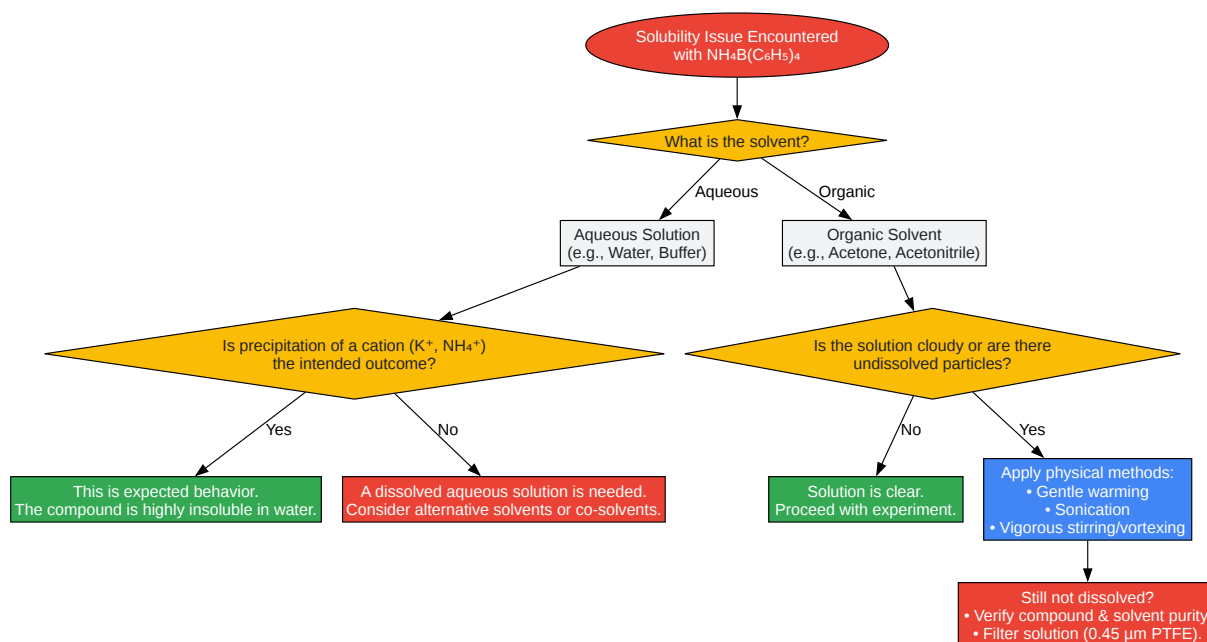 Solubility Issue Encountered
with NH₄B(C₆H₅)₄
What is the solvent?
Aqueous
Organic
Aqueous Solution
(e.g., Water, Buffer)
Organic Solvent
(e.g., Acetone, Acetonitrile)
Is precipitation of a cation (K⁺, NH₄⁺)
the intended outcome?
Is the solution cloudy or are there
undissolved particles?
Yes
No
No
Yes
This is expected behavior.
The compound is highly insoluble in water.
A dissolved aqueous solution is needed.
Consider alternative solvents or co-solvents.
Solution is clear.
Proceed with experiment.
Apply physical methods:
• Gentle warming
• Sonication
• Vigorous stirring/vortexing
Still not dissolved?
• Verify compound & solvent purity.
• Filter solution (0.45 µm PTFE).